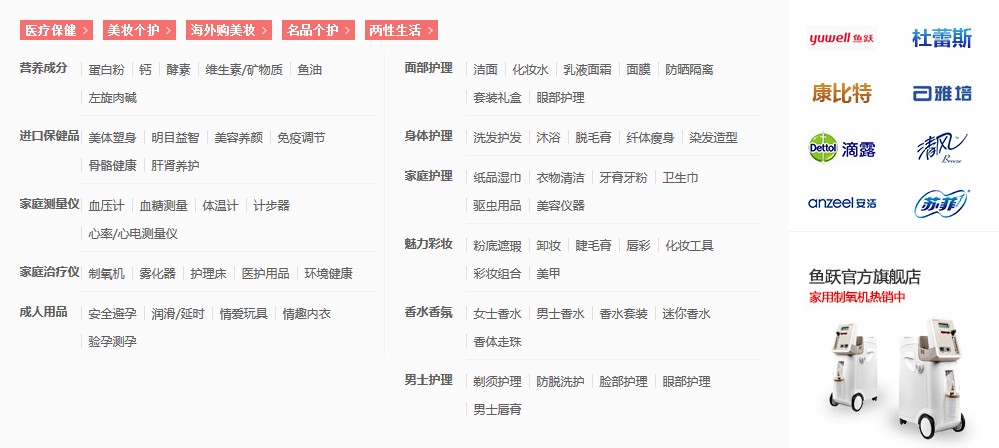 医疗保健 >
美妆个护 >
海外购美妆 >
名品个护 >
两性生活 >
营养成分
蛋白粉 | 钙 | 酵素 | 维生素/矿物质 | 鱼油
左旋肉碱
进口保健品
美体塑身 | 明目益智 | 美容养颜 | 免疫调节
骨骼健康 | 肝肾养护
家庭测量仪
血压计 | 血糖测量 | 体温计 | 计步器
心率/心电测量仪
家庭治疗仪
制氧机 | 雾化器 | 护理床 | 医护用品 | 环境健康
成人用品
安全避孕 | 润滑/延时 | 情爱玩具 | 情趣内衣
验孕测孕
面部护理
洁面 | 化妆水 | 乳液面霜 | 面膜 | 防晒隔离
套装礼盒 | 眼部护理
身体护理
洗发护发 | 沐浴 | 脱毛膏 | 纤体瘦身 | 染发造型
家庭护理
纸品湿巾 | 衣物清洁 | 牙膏牙粉 | 卫生巾
驱虫用品 | 美容仪器
魅力彩妆
粉底遮瑕 | 卸妆 | 睫毛膏 | 唇彩 | 化妆工具
彩妆组合 | 美甲
香水香氛
女士香水 | 男士香水 | 香水套装 | 迷你香水
香体走珠
男士护理
剃须护理 | 防脱洗护 | 脸部护理 | 眼部护理
男士唇膏
yuwell 鱼跃
杜蕾斯
康比特
雅培
Dettol 滴露
清风 Breeze
anzeel 安洁
苏菲
鱼跃官方旗舰店
家用制氧机热销中